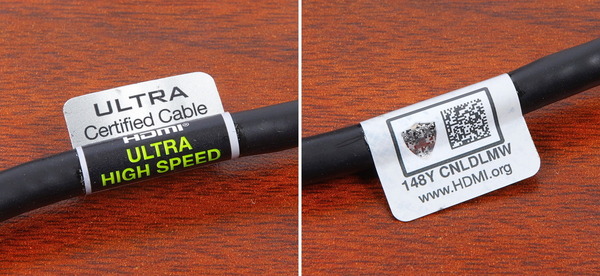 ULTRA
Certified Cable
HDMI®
ULTRA
HIGH SPEED
148Y CNLDLMW
www.HDMI.org